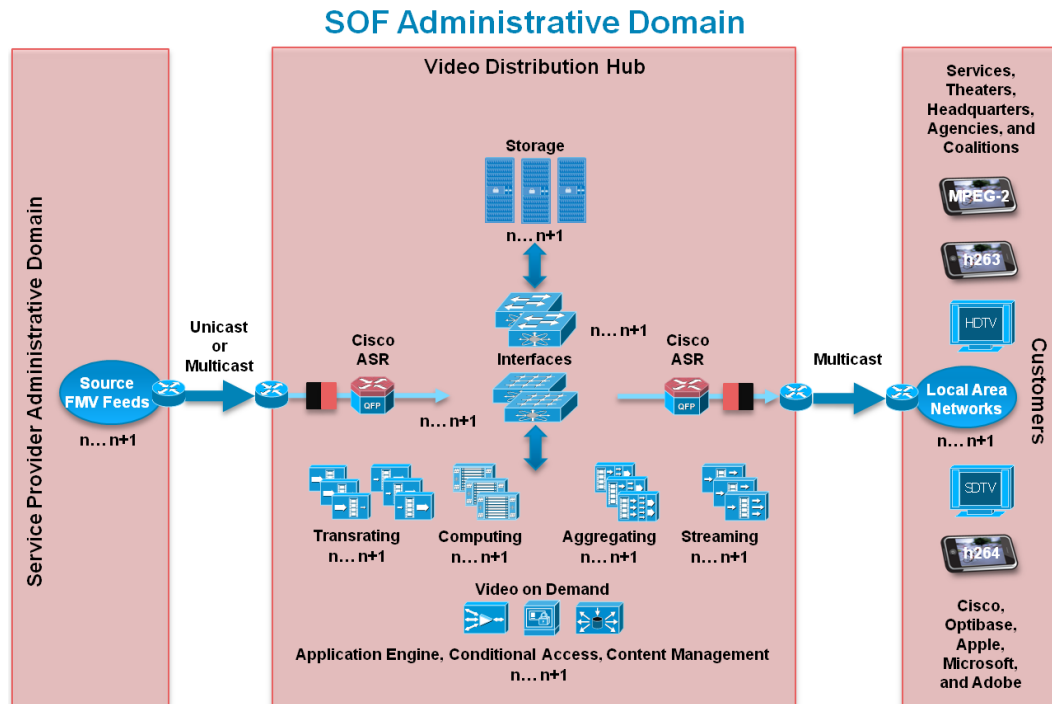 SOF Administrative Domain
Service Provider Administrative Domain
Source
FMV Feeds
n...n+1
Unicast
or
Multicast
Video Distribution Hub
Storage
n...n+1
n...n+1
Interfaces
Cisco
ASR
QFP
n...n+1
Cisco
ASR
QFP
Transrating
n...n+1
Computing
n...n+1
Aggregating
n...n+1
Streaming
n...n+1
Video on Demand
Application Engine, Conditional Access, Content Management
n...n+1
Multicast
Services,
Theaters,
Headquarters,
Agencies, and
Coalitions
MPEG-2
h263
HDTV
Local Area
Networks
n...n+1
SDTV
h264
Cisco,
Optibase,
Apple,
Microsoft,
and Adobe
Customers